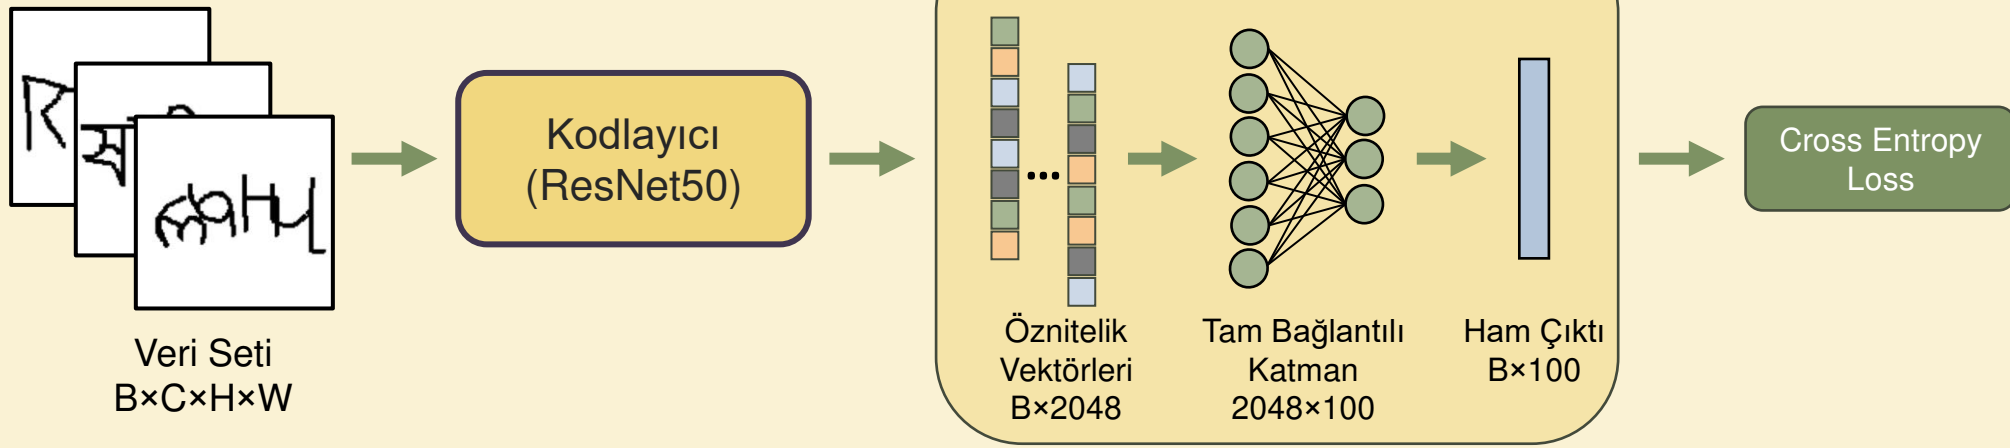 Kodlayıcı
(ResNet50)
Cross Entropy
Loss
Veri Seti
B×C×H×W
Öznitelik
Vektörleri
B×2048
Tam Bağlantılı
Katman
2048×100
Ham Çıktı
B×100